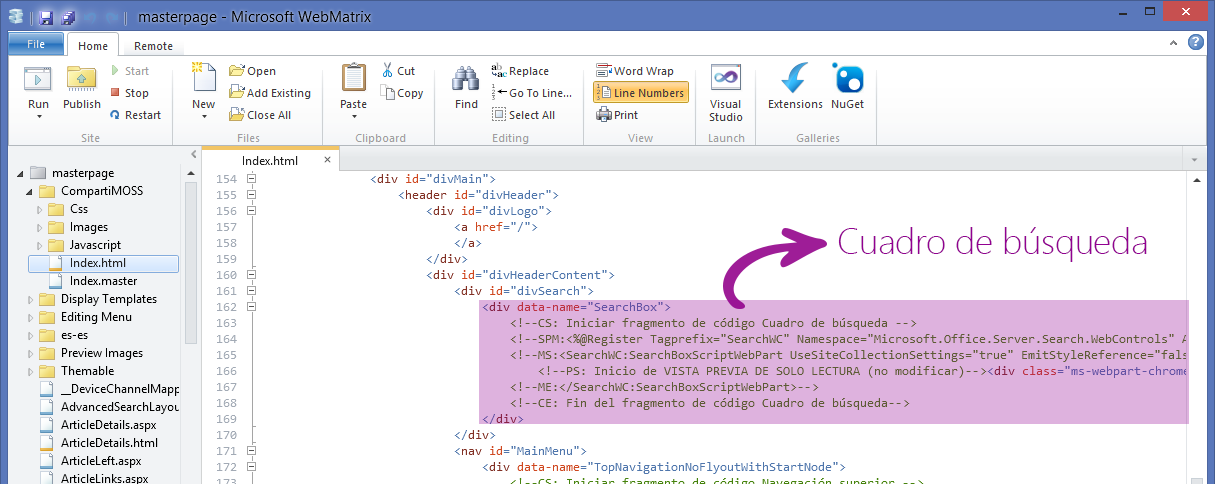 masterpage - Microsoft WebMatrix
File Home Remote
Run
Publish
Start
Stop
Restart
Site
New
Open
Add Existing
Close All
Files
Paste
Cut
Copy
Clipboard
Find
Replace
Go To Line...
Select All
Editing
Word Wrap
Line Numbers
Print
View
Visual
Studio
Launch
Extensions
NuGet
Galleries
masterpage
CompartiMOSS
Css
Images
Javascript
Index.html
Index.master
Display Templates
Editing Menu
es-es
Preview Images
Themable
__DeviceChannelMapp
AdvancedSearchLayou
ArticleDetails.aspx
ArticleDetails.html
ArticleLeft.aspx
ArticleLinks.aspx
Index.html
154 <div id="divMain">
155 <header id="divHeader">
156 <div id="divLogo">
157 <a href="/">
158 </a>
159 </div>
160 <div id="divHeaderContent">
161 <div id="divSearch">
162 <div data-name="SearchBox">
163 <!--CS: Iniciar fragmento de código Cuadro de búsqueda -->
164 <!--SPM:<%@Register Tagprefix="SearchWC" Namespace="Microsoft.Office.Server.Search.WebControls" A
165 <!--MS:<SearchWC:SearchBoxScriptWebPart UseSiteCollectionSettings="true" EmitStyleReference="fals
166 <!--PS: Inicio de VISTA PREVIA DE SOLO LECTURA (no modificar)--><div class="ms-webpart-chrome
167 <!--ME:</SearchWC:SearchBoxScriptWebPart>-->
168 <!--CE: Fin del fragmento de código Cuadro de búsqueda-->
169 </div>
170 </div>
171 <nav id="MainMenu">
172 <div data-name="TopNavigationNoFlyoutWithStartNode">
173 <!--CS: Iniciar fragmento de código Navegación superior -->
Cuadro de búsqueda